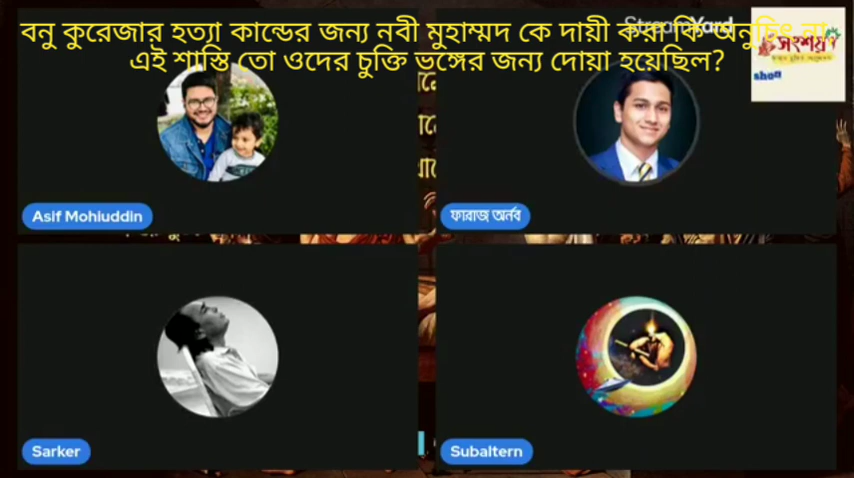 বনু কুরেজার হত্যা কান্ডের জন্য নবী মুহাম্মদ কে দায়ী করা কি অনুচিৎ না
এই শাস্তি তো ওদের চুক্তি ভঙ্গের জন্য দোয়া হয়েছিল?
StreamYard
সংশয়
Asif Mohiuddin
ফারাজ অর্নব
Sarker
Subaltern